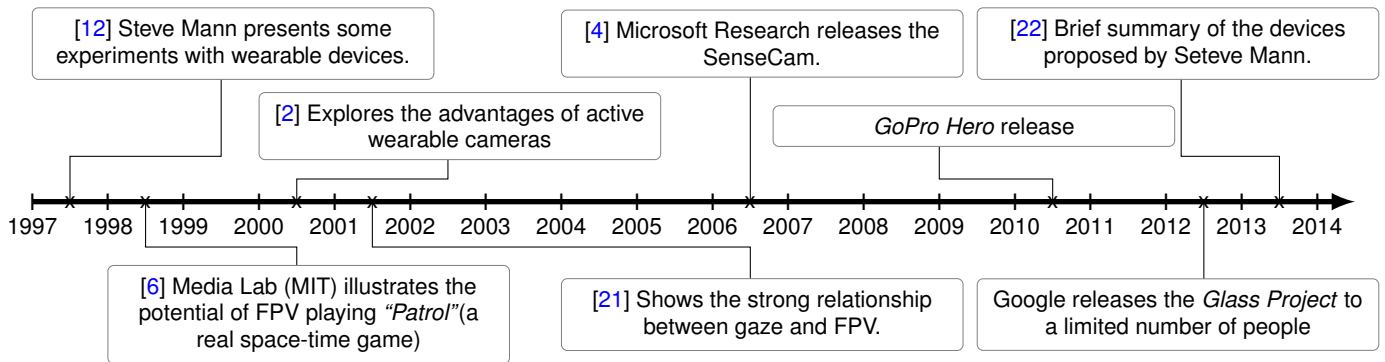 [12] Steve Mann presents some
experiments with wearable devices.
[4] Microsoft Research releases the
SenseCam.
[22] Brief summary of the devices
proposed by Seteve Mann.
[2] Explores the advantages of active
wearable cameras
GoPro Hero release
1997 1998 1999 2000 2001 2002 2003 2004 2005 2006 2007 2008 2009 2010 2011 2012 2013 2014
[6] Media Lab (MIT) illustrates the
potential of FPV playing “Patrol”(a
real space-time game)
[21] Shows the strong relationship
between gaze and FPV.
Google releases the Glass Project to
a limited number of people